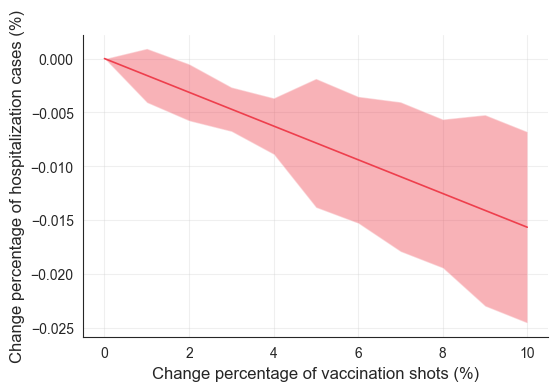 Change percentage of hospitalization cases (%)
0.000
−0.005
−0.010
−0.015
−0.020
−0.025
0 2 4 6 8 10
Change percentage of vaccination shots (%)